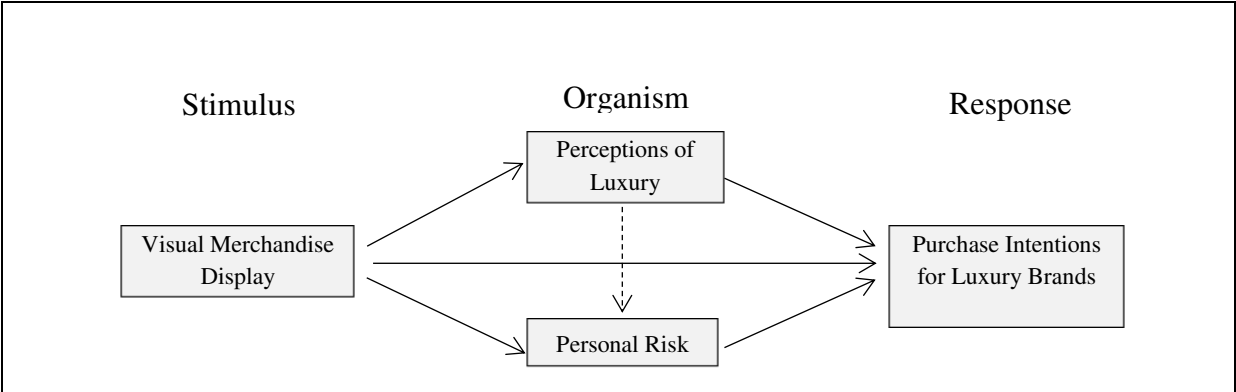 Stimulus
Organism
Response
Perceptions of
Luxury
Visual Merchandise
Display
Purchase Intentions
for Luxury Brands
Personal Risk